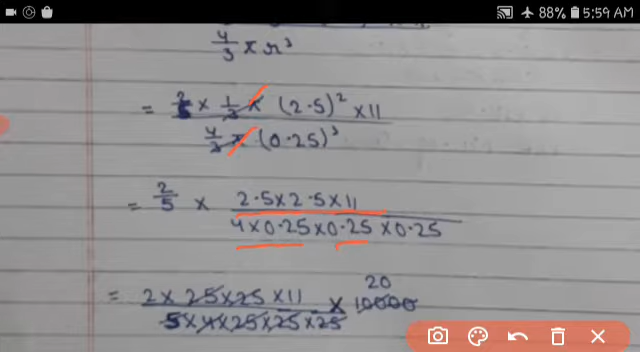 88% 5:59 AM
4/3 π r³
= 2/5 × 1/3 π (2.5)² × 11
4/3 π (0.25)³
= 2/5 × 2.5 × 2.5 × 11
4 × 0.25 × 0.25 × 0.25
20
= 2 × 25 × 25 × 11 × 10000
5 × 4 × 25 × 25 × 25